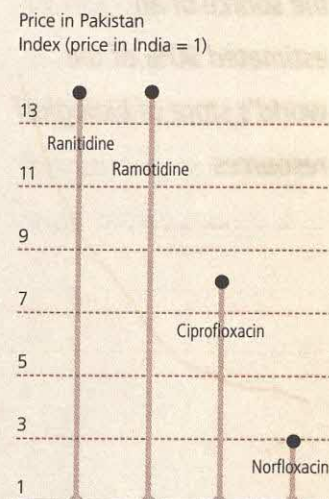 Price in Pakistan
Index (price in India = 1)
13
Ranitidine
Ramotidine
11
9
7
Ciprofloxacin
5
3
Norfloxacin
1